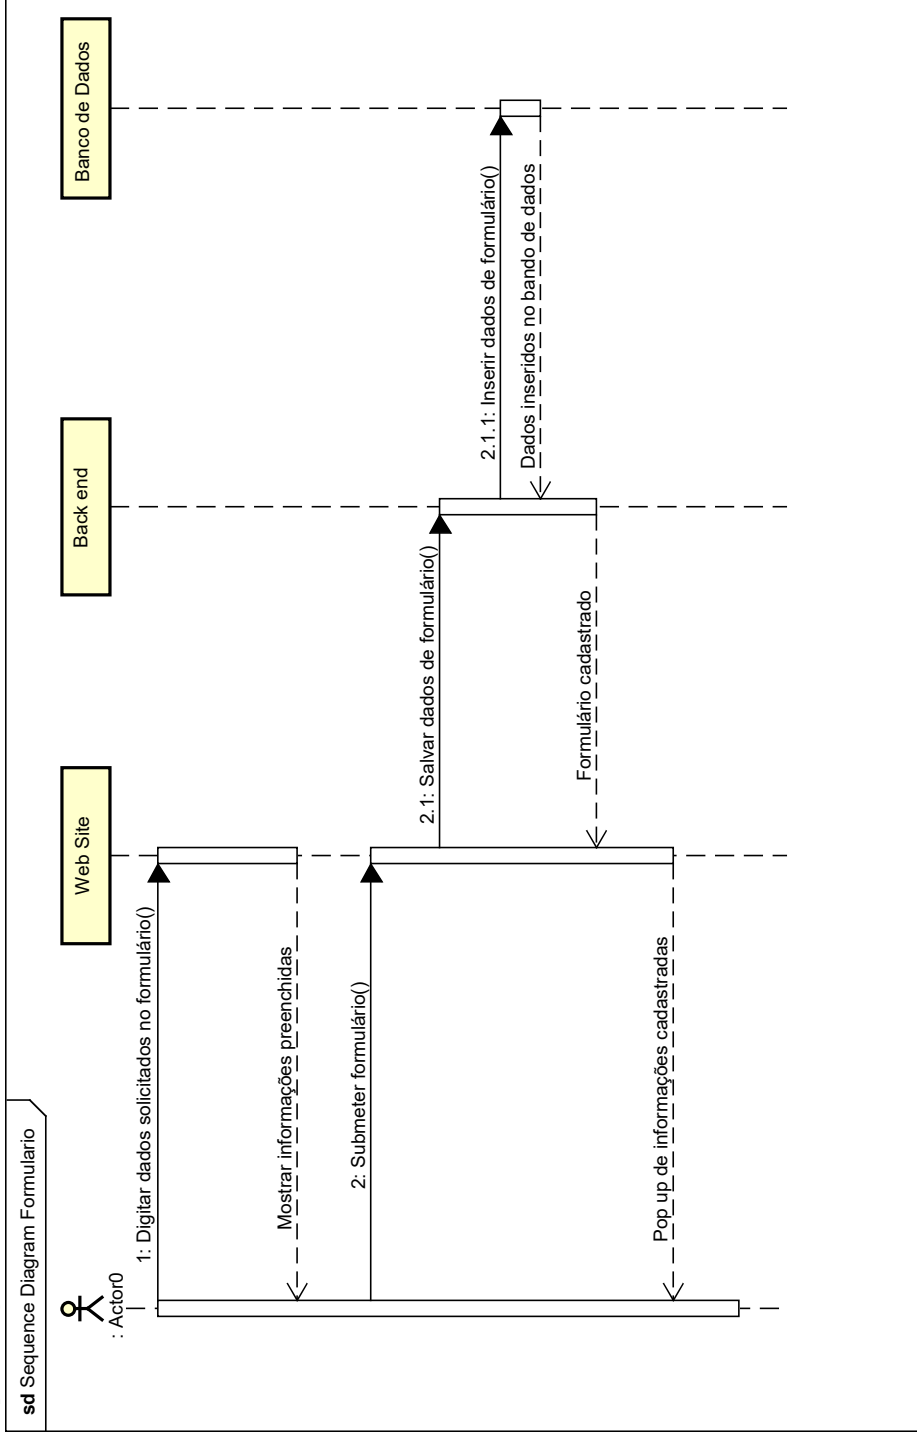 sd Sequence Diagram Formulario
: Actor0
Web Site
Back end
Banco de Dados
1: Digitar dados solicitados no formulário()
Mostrar informações preenchidas
2: Submeter formulário()
2.1: Salvar dados de formulário()
2.1.1: Inserir dados de formulário()
Dados inseridos no bando de dados
Formulário cadastrado
Pop up de informações cadastradas